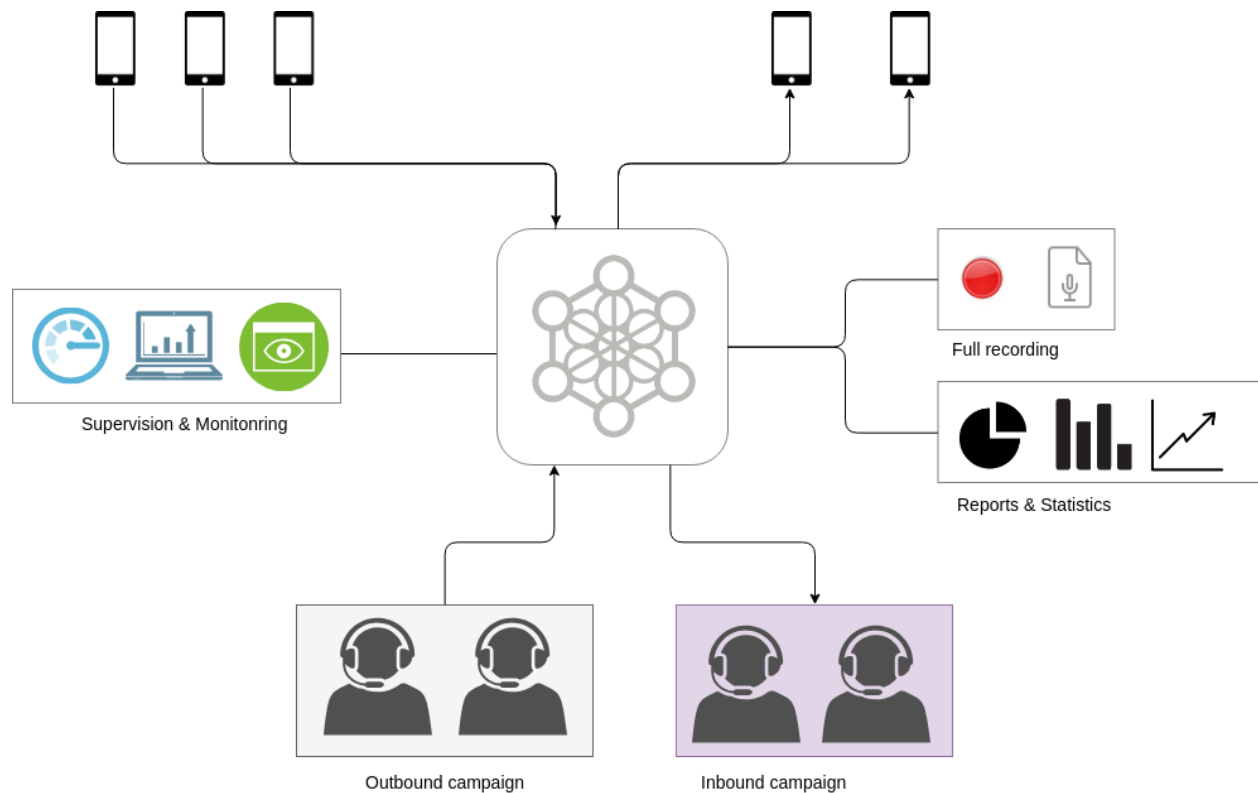 Full recording
Supervision & Monitonring
Reports & Statistics
Outbound campaign
Inbound campaign